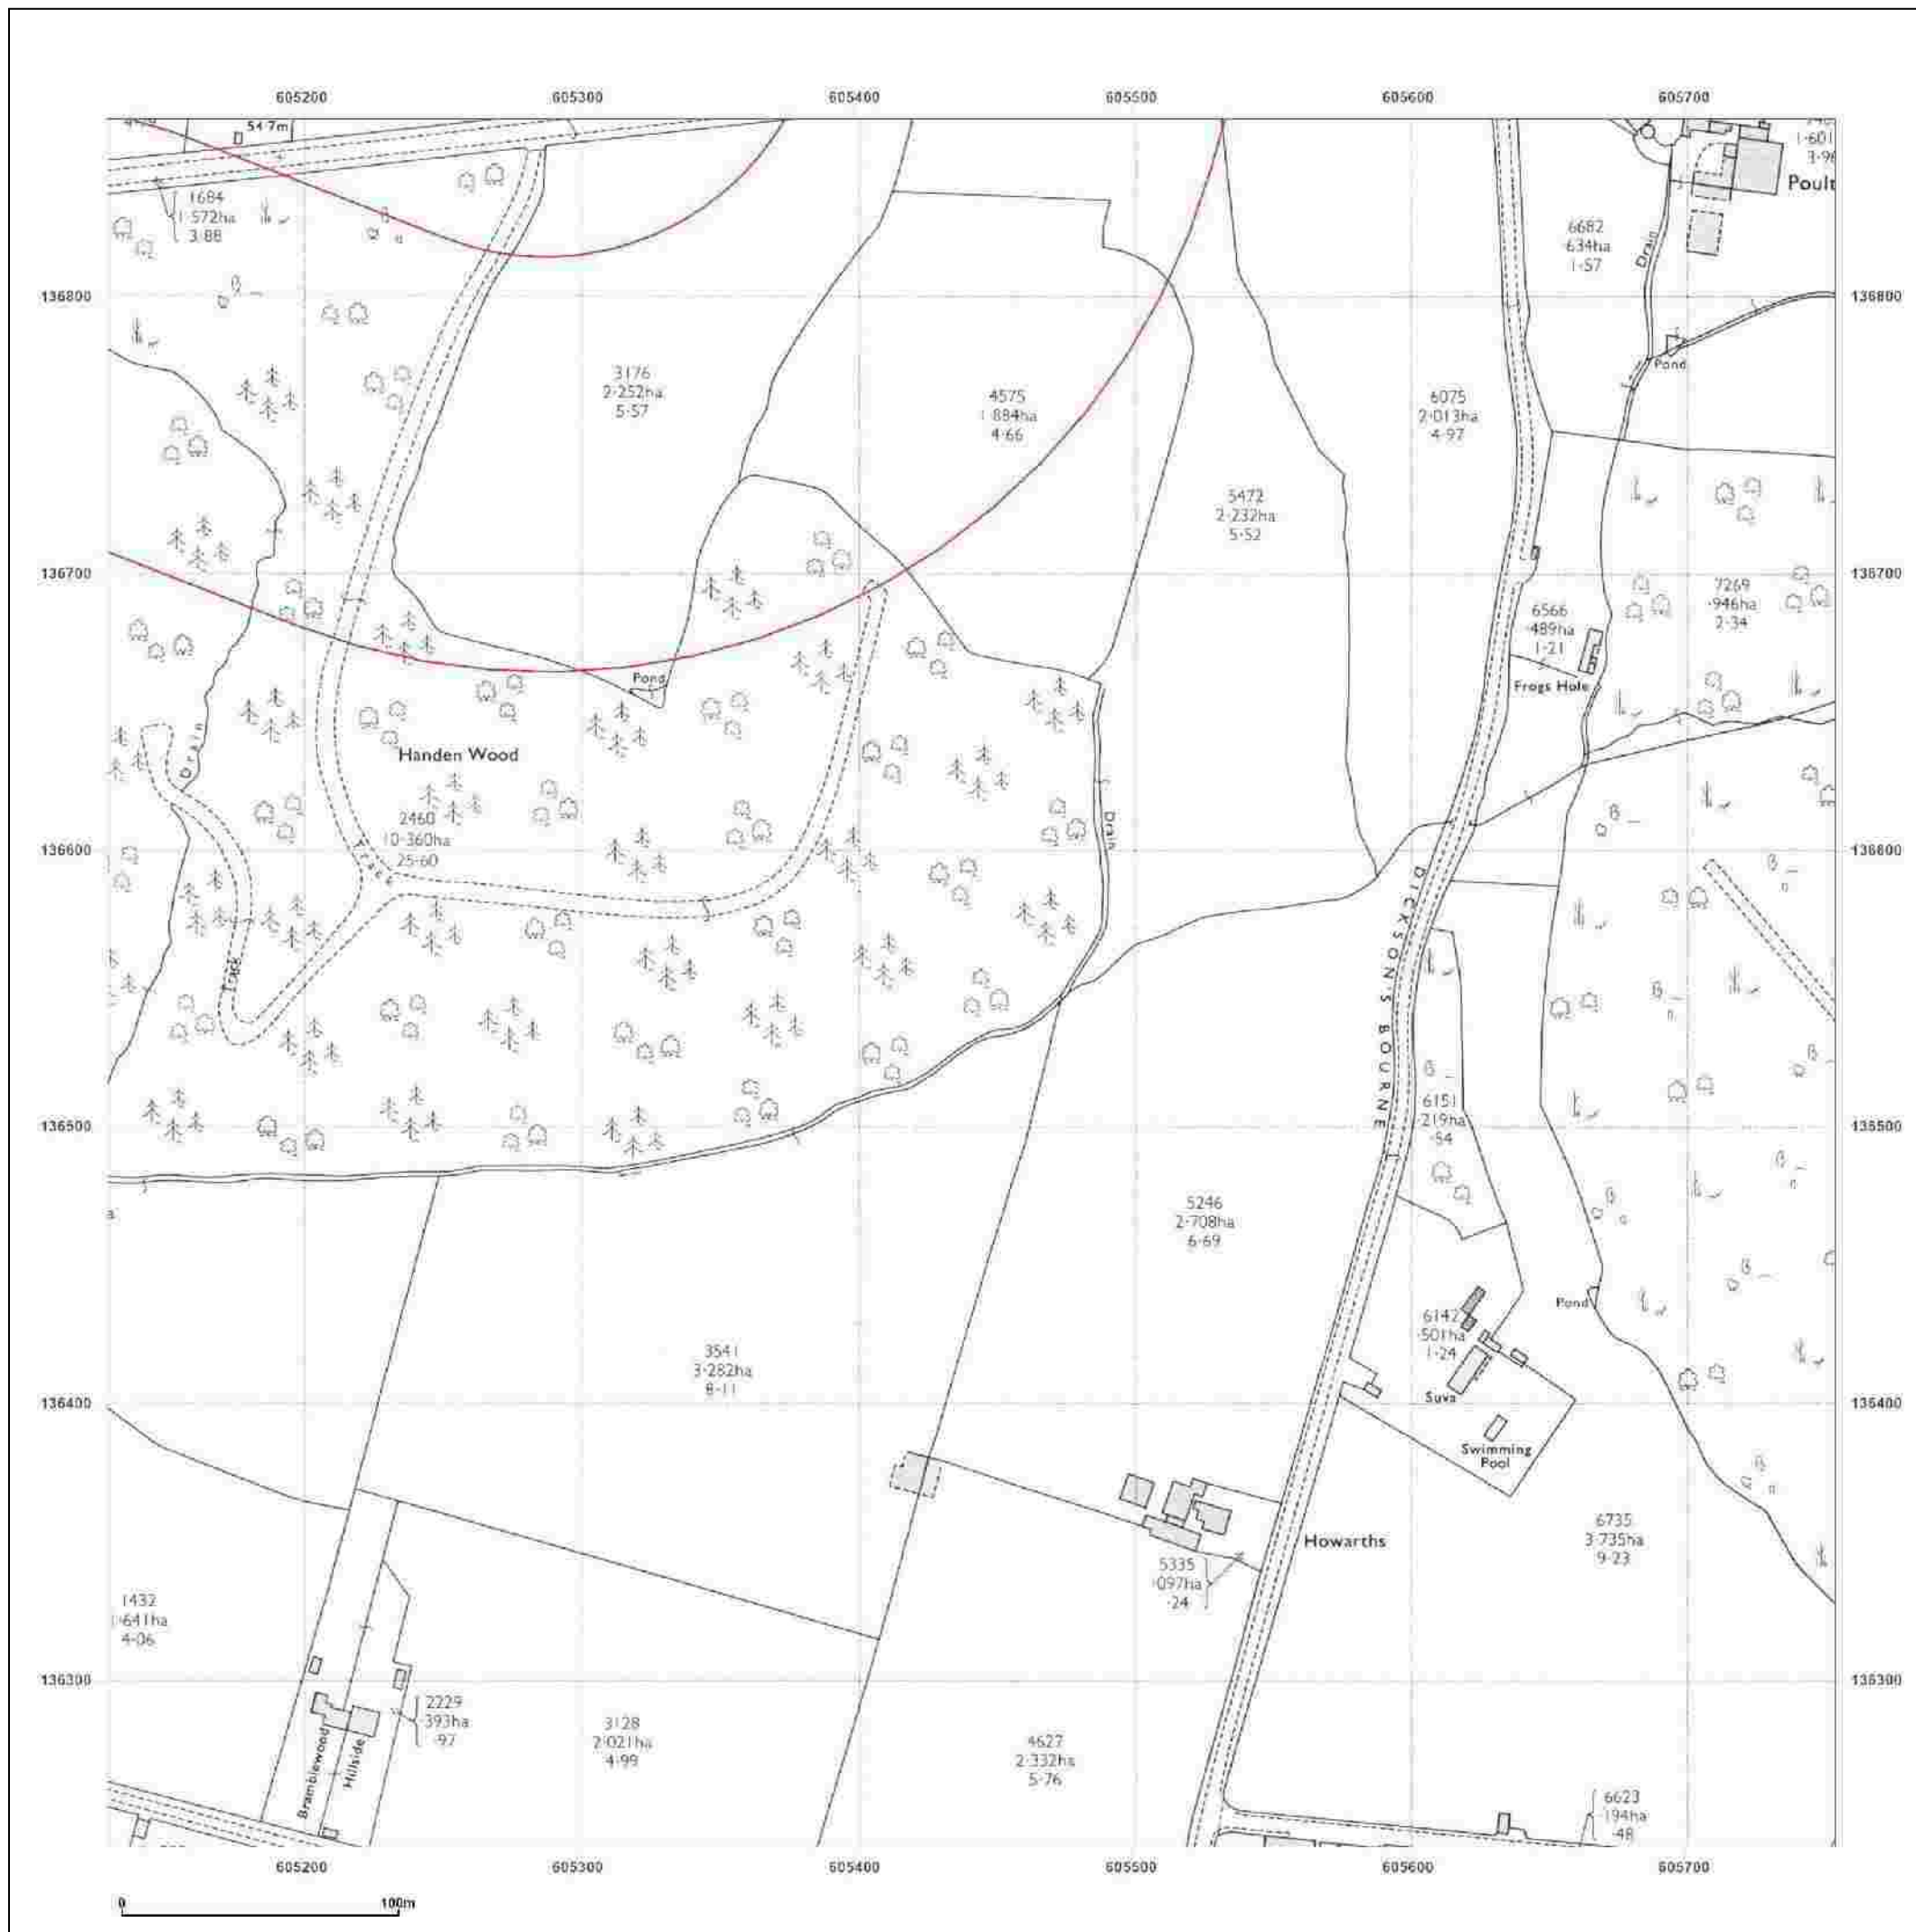 605200 605300 605400 605500 605600 605700
54·7m
1684
1·572ha
3·88
1·601
3·96
Poult
6682
·634ha
1·57
Drain
136800 136800
Pond
3176
2·252ha
5·57
4575
1·884ha
4·66
6075
2·013ha
4·97
5472
2·232ha
5·52
136700 136700
7269
·946ha
2·34
6566
·489ha
1·21
Frogs Hole
Pond
Drain
Handen Wood
2460
10·360ha
25·60
Drain
136600 136600
Track
Track
DICKSON'S BOURNE
6151
·219ha
·54
136500 136500
a
5246
2·708ha
6·69
Pond
6142
·501ha
1·24
3541
3·282ha
8·11
Suva
136400 136400
Swimming
Pool
6735
3·735ha
9·23
Howarths
5335
·097ha
·24
1432
1·641ha
4·06
136300 136300
2229
·393ha
·97
3128
2·021ha
4·99
4627
2·332ha
5·76
Bramblewood
Hillside
6623
·194ha
·48
605200 605300 605400 605500 605600 605700
0 100m